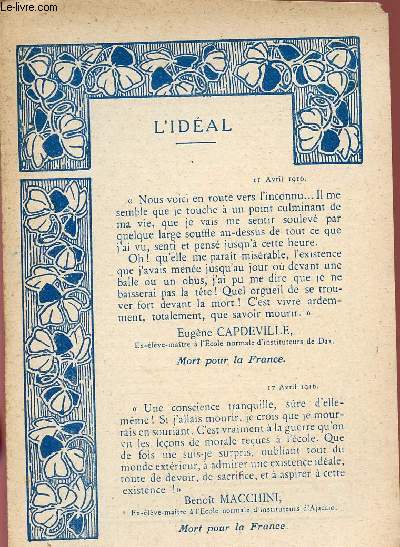 Le-livre.com
L'IDÉAL
11 Avril 1916.
« Nous voici en route vers l'inconnu... Il me
semble que je touche à un point culminant de
ma vie, que je vais me sentir soulevé par
quelque large souffle au-dessus de tout ce que
j'ai vu, senti et pensé jusqu'à cette heure.
Oh ! qu'elle me paraît misérable, l'existence
que j'avais menée jusqu'au jour où devant une
balle ou un obus, j'ai pu me dire que je ne
baisserai pas la tête ! Quel orgueil de se trou-
ver fort devant la mort ! C'est vivre ardem-
ment, totalement, que savoir mourir. »
Eugène CAPDEVILLE,
Ex-élève-maître à l'Ecole normale d'instituteurs de Dax.
Mort pour la France.
17 Avril 1916.
« Une conscience tranquille, sûre d'elle-
même ! Si j'allais mourir, je crois que je mour-
rais en souriant. C'est vraiment à la guerre qu'on
vit les leçons de morale reçues à l'école. Que
de fois me suis-je surpris, oubliant tout du
monde extérieur, à admirer une existence idéale,
toute de devoir, de sacrifice, et à aspirer à cette
existence ! »
Benoît MACCHINI,
Ex-élève-maître à l'Ecole normale d'instituteurs d'Ajaccio.
Mort pour la France